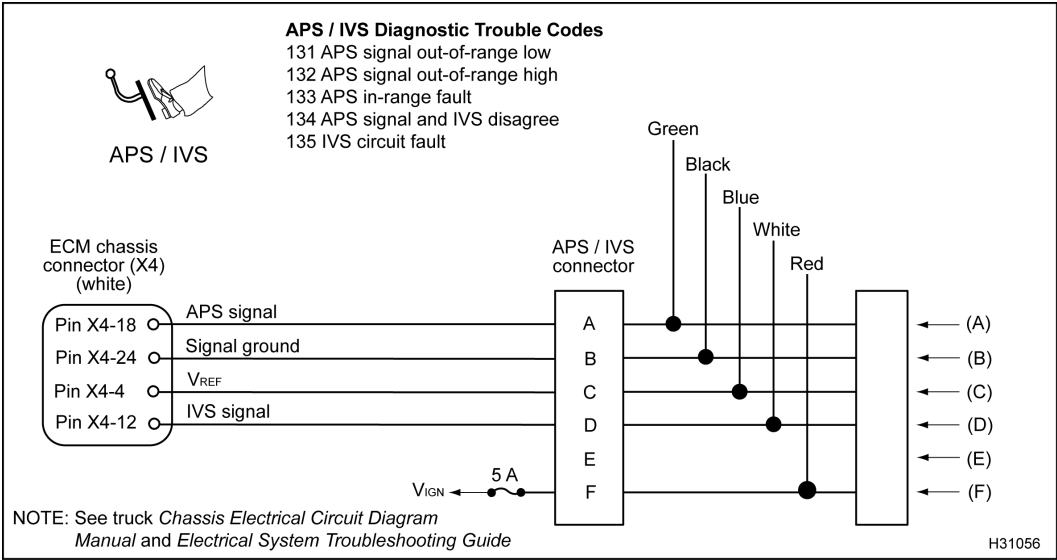 APS / IVS Diagnostic Trouble Codes
131 APS signal out-of-range low
132 APS signal out-of-range high
133 APS in-range fault
134 APS signal and IVS disagree
135 IVS circuit fault
APS / IVS
Green
Black
Blue
White
Red
ECM chassis
connector (X4)
(white)
APS / IVS
connector
Pin X4-18
APS signal
A
(A)
Pin X4-24
Signal ground
B
(B)
Pin X4-4
VREF
C
(C)
Pin X4-12
IVS signal
D
(D)
E
(E)
VIGN
5 A
F
(F)
NOTE: See truck Chassis Electrical Circuit Diagram
Manual and Electrical System Troubleshooting Guide
H31056